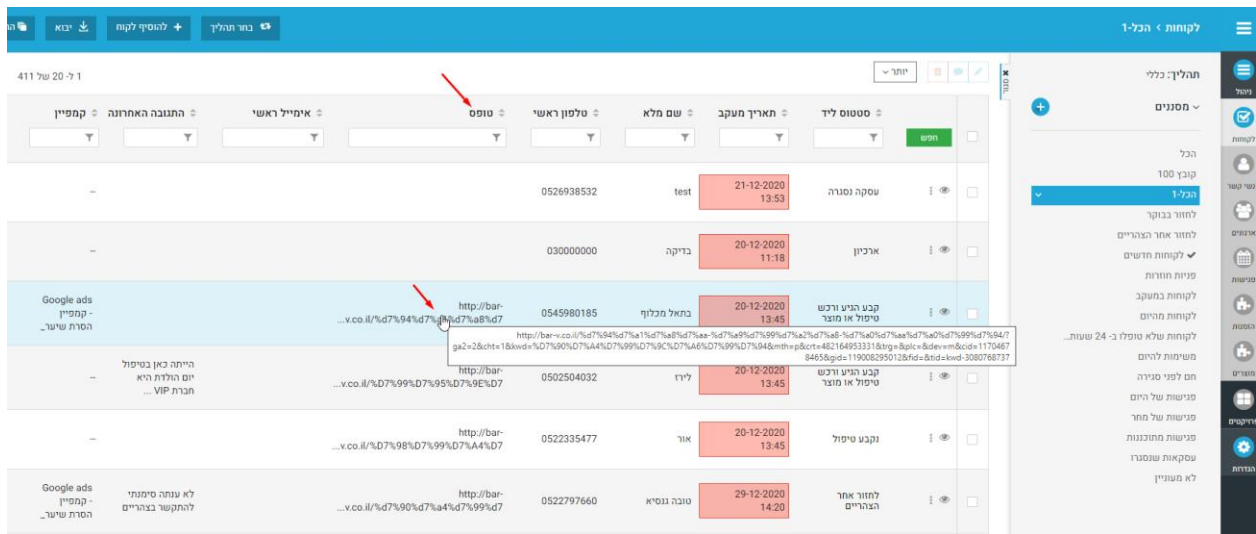 לקוחות > הכל-1
בחר תהליך
+ להוסיף לקוח
יבוא
תהליך: כללי
מסננים
הכל
קובץ 100
הכל-1
לחזור בבוקר
לחזור אחר הצהריים
לקוחות חדשים
פניות חוזרות
לקוחות במעקב
לקוחות מהיום
לקוחות שלא טופלו ב- 24 שעות...
משימות להיום
חם לפני סגירה
פגישות של היום
פגישות של מחר
פגישות מתוכננות
עסקאות שנסגרו
לא מעוניין
ניהול
לקוחות
ארגונים
פגישות
מוצרים
הגדרות
סגור
יותר
1 ל- 20 של 411
סטטוס ליד
תאריך מעקב
שם מלא
טלפון ראשי
טופס
אימייל ראשי
התגובה האחרונה
קמפיין
חפש
עסקה נסגרה
21-12-2020
13:53
test
0526938532
--
ארכיון
20-12-2020
11:18
בדיקה
030000000
--
קבע הגיע ורכש
טיפול או מוצר
20-12-2020
13:45
בתאל מכלוף
0545980185
http://bar-
Google ads
- קמפיין
הסרת שיער_
http://bar-v.co.il/%d7%94%d7%a1%d7%a8%d7%aa-%d7%a9%d7%99%d7%a2%d7%a8-%d7%a0%d7%aa%d7%a0%d7%99%d7%94/?
ga2=2&cht=1&kwd=%D7%90%D7%A4%D7%99%D7%9C%D7%A6%D7%99%D7%94&mth=p&crt=482164953331&trg=&plc=&dev=m&cid=1170467
8465&gid=119008295012&fid=&tid=kwd-3080768737
קבע הגיע ורכש
טיפול או מוצר
20-12-2020
13:45
לירז
0502504032
http://bar-
...v.co.il/%D7%99%D7%95%D7%9E%D7
הייתה כאן בטיפול
יום הולדת היא
חברת VIP ...
--
נקבע טיפול
20-12-2020
13:45
אור
0522335477
http://bar-
...v.co.il/%D7%98%D7%99%D7%A4%D7
--
לחזור אחר
הצהריים
29-12-2020
14:20
טובה גנסיא
0522797660
http://bar-
...v.co.il/%d7%90%d7%a4%d7%99%d7
לא ענתה סימנתי
להתקשר בצהריים
Google ads
- קמפיין
הסרת שיער_